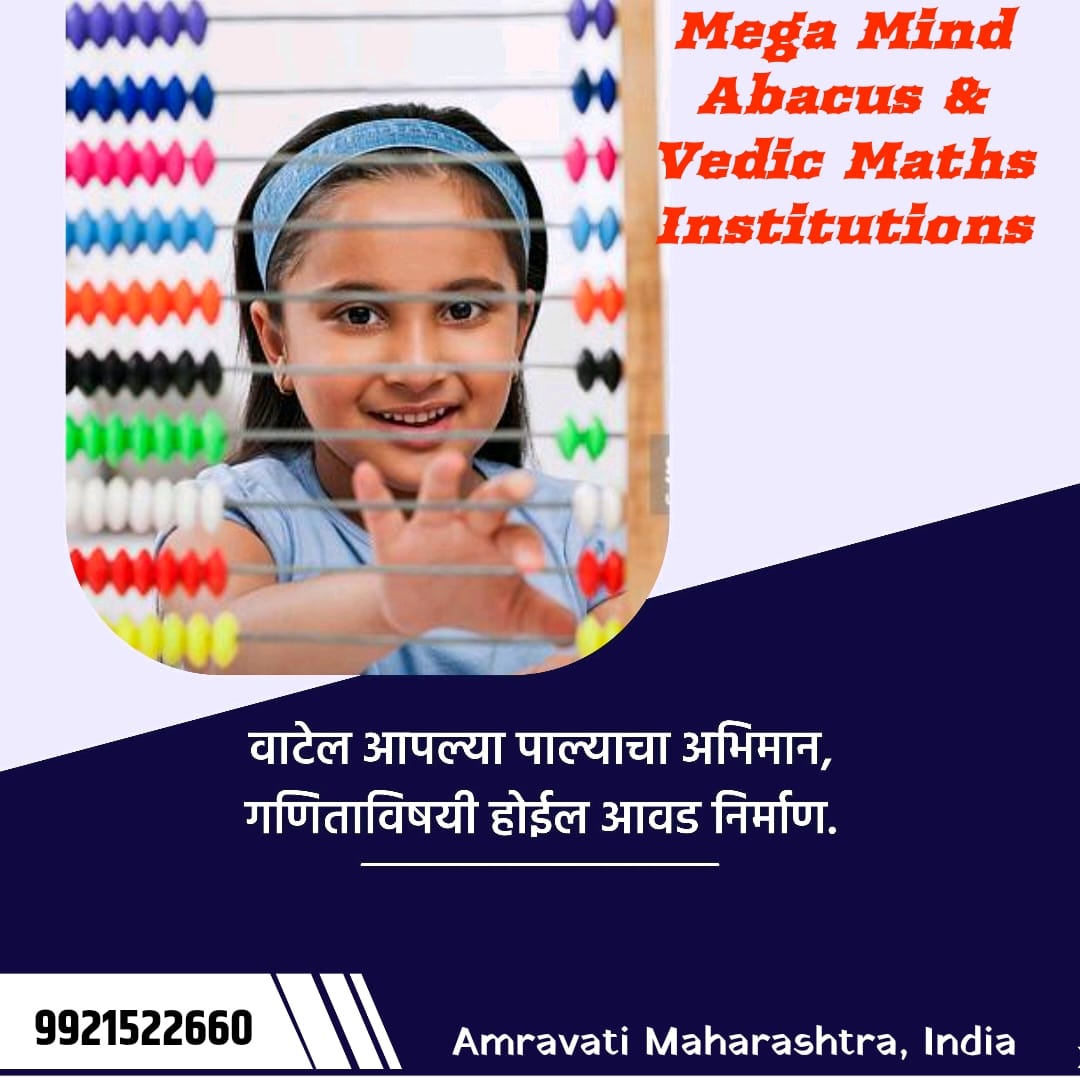 Mega Mind
Abacus &
Vedic Maths
Institutions
वाटेल आपल्या पाल्याचा अभिमान,
गणिताविषयी होईल आवड निर्माण.
9921522660
Amravati Maharashtra, India